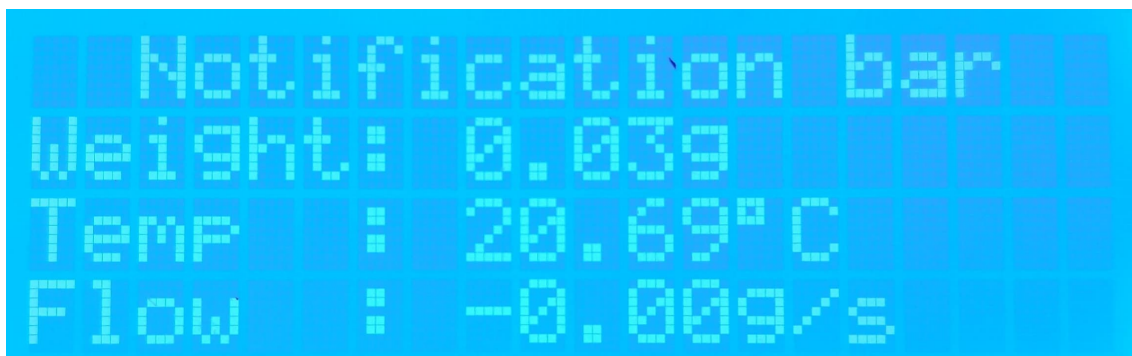 Notification bar
Weight: 0.03g
Temp  : 20.69°C
Flow  : -0.00g/s